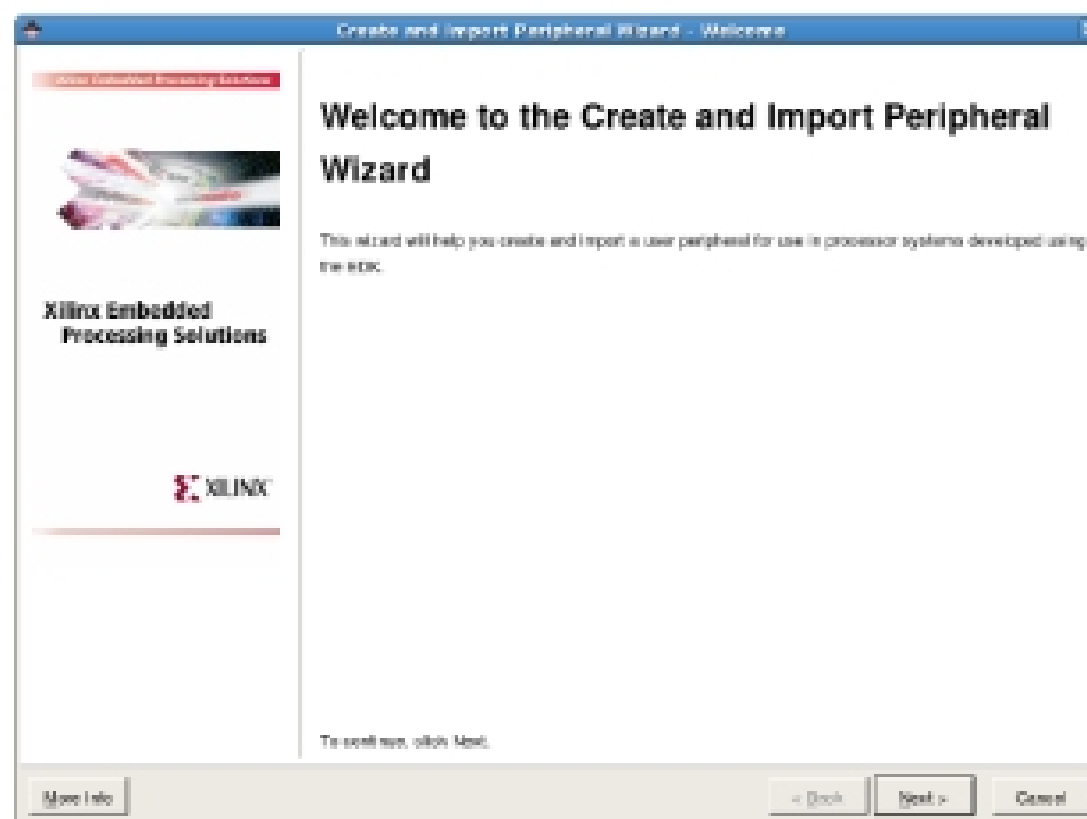 Create and Import Peripheral Wizard - Welcome
Xilinx Embedded Processing Solutions
Welcome to the Create and Import Peripheral
Wizard
This wizard will help you create and import a user peripheral for use in processor systems developed using
the EDK.
Xilinx Embedded
Processing Solutions
XILINX
To continue, click Next.
More Info
< Back
Next >
Cancel